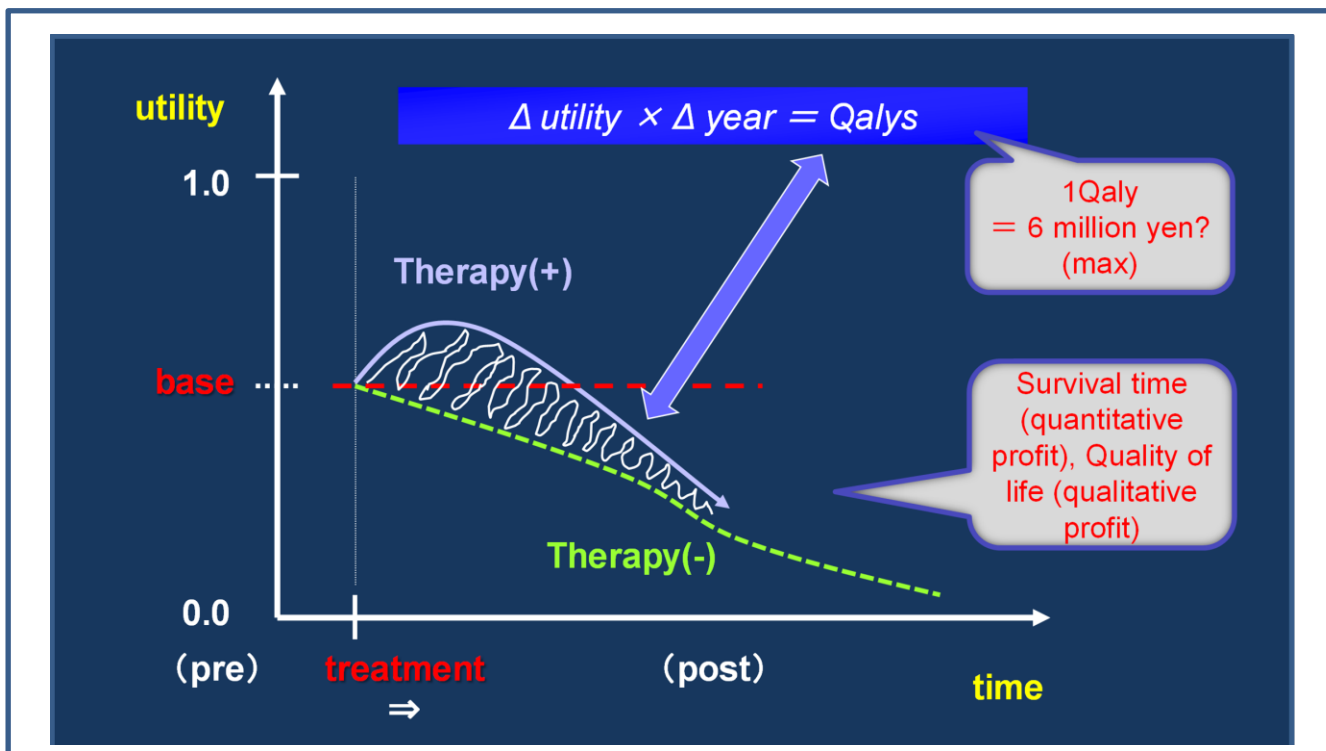 utility
Δ utility × Δ year ＝ Qalys
1.0
1Qaly
＝ 6 million yen?
(max)
Therapy(+)
base
Survival time
(quantitative
profit), Quality of
life (qualitative
profit)
Therapy(-)
0.0
（pre）
treatment
⇒
（post）
time